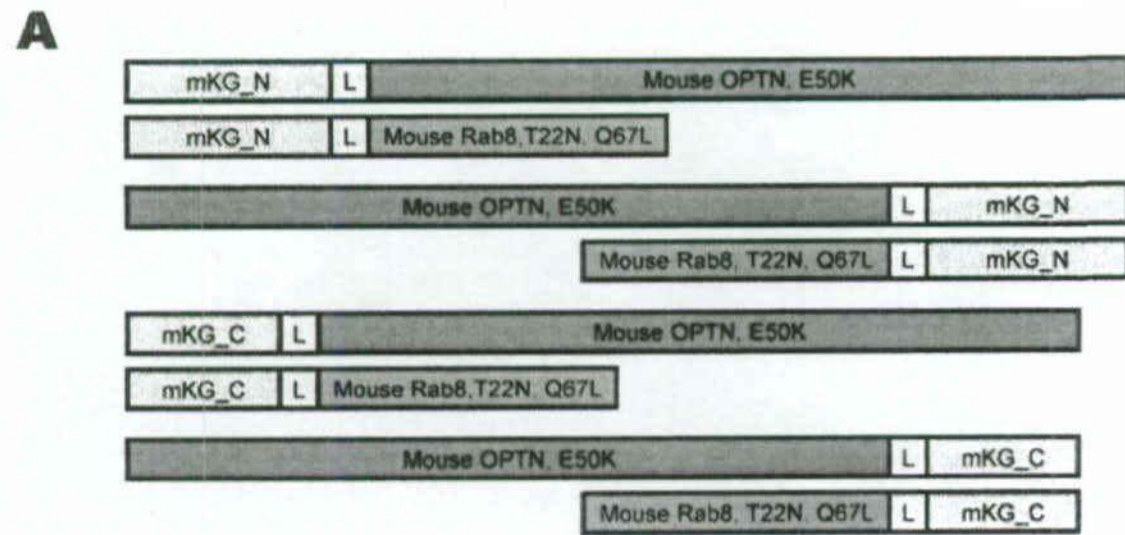 A
mKG_N L Mouse OPTN, E50K
mKG_N L Mouse Rab8,T22N, Q67L
Mouse OPTN, E50K L mKG_N
Mouse Rab8, T22N, Q67L L mKG_N
mKG_C L Mouse OPTN, E50K
mKG_C L Mouse Rab8,T22N, Q67L
Mouse OPTN, E50K L mKG_C
Mouse Rab8, T22N, Q67L L mKG_C